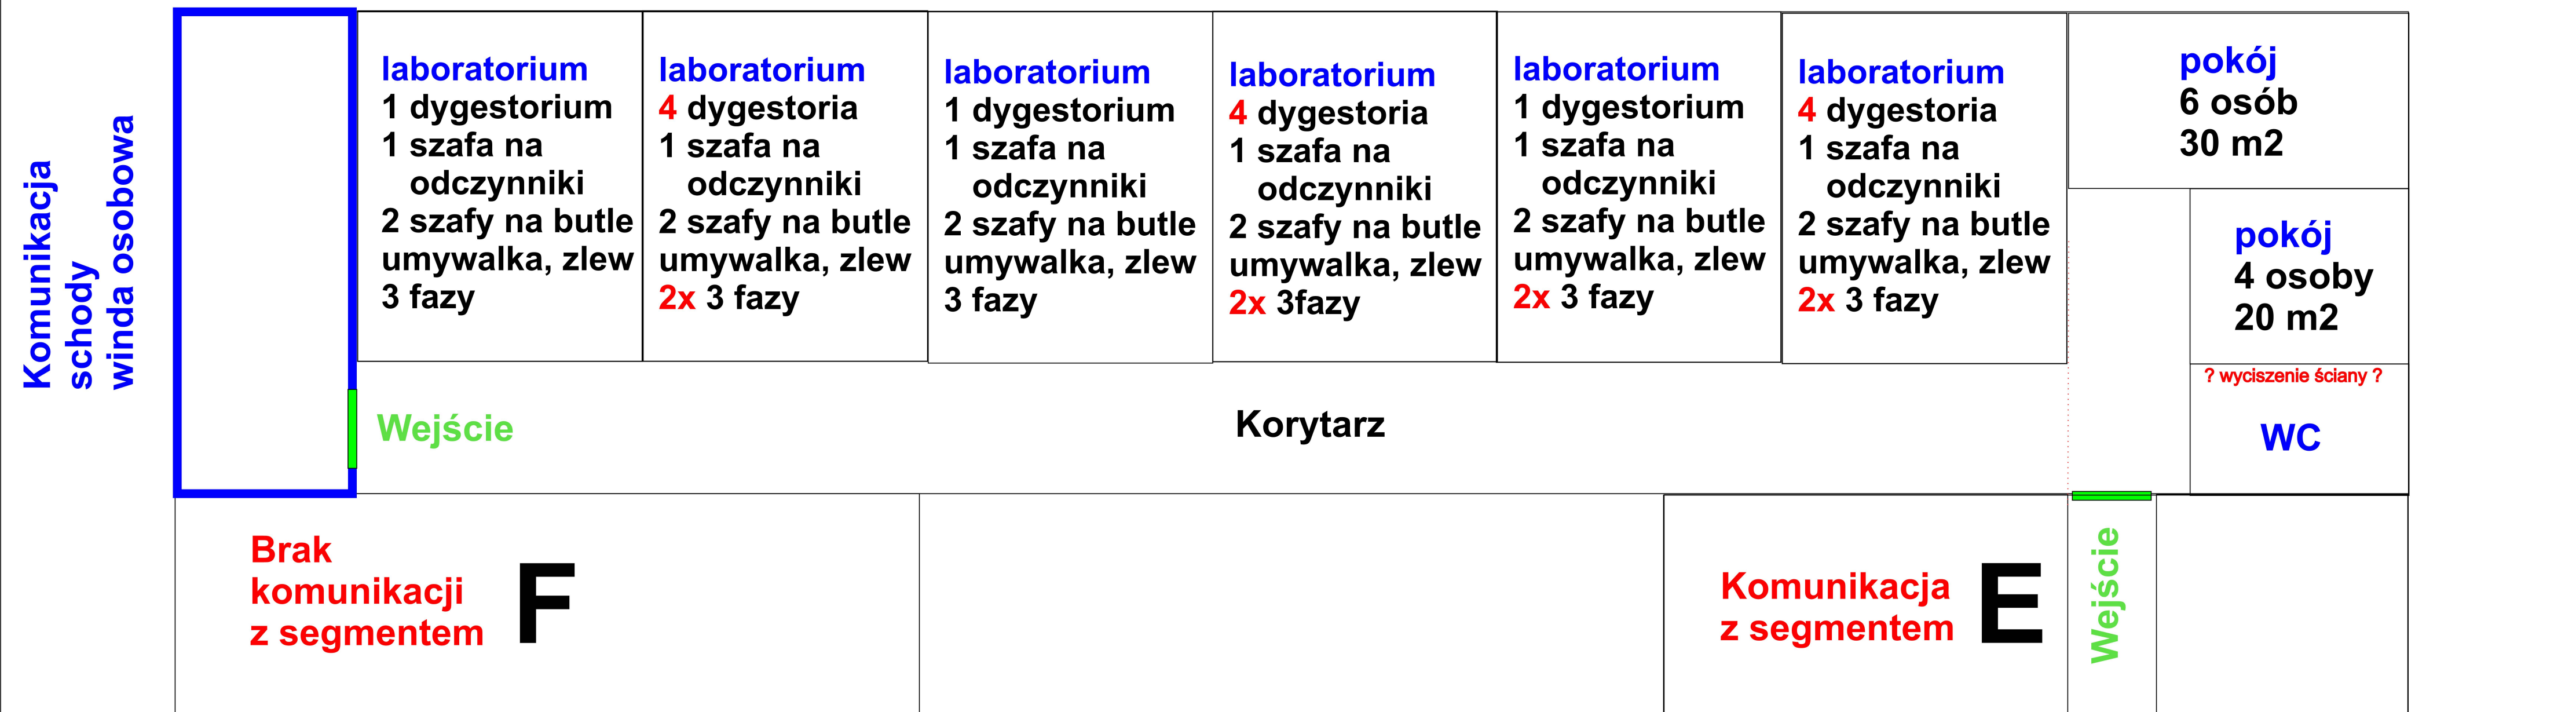 Komunikacja
schody
winda osobowa
laboratorium
1 dygestorium
1 szafa na
odczynniki
2 szafy na butle
umywalka, zlew
3 fazy
laboratorium
4 dygestoria
1 szafa na
odczynniki
2 szafy na butle
umywalka, zlew
2x 3 fazy
laboratorium
1 dygestorium
1 szafa na
odczynniki
2 szafy na butle
umywalka, zlew
3 fazy
laboratorium
4 dygestoria
1 szafa na
odczynniki
2 szafy na butle
umywalka, zlew
2x 3fazy
laboratorium
1 dygestorium
1 szafa na
odczynniki
2 szafy na butle
umywalka, zlew
2x 3 fazy
laboratorium
4 dygestoria
1 szafa na
odczynniki
2 szafy na butle
umywalka, zlew
2x 3 fazy
pokój
6 osób
30 m2
pokój
4 osoby
20 m2
? wyciszenie ściany ?
WC
Wejście
Korytarz
Brak
komunikacji
z segmentem
F
Komunikacja
z segmentem
E
Wejście